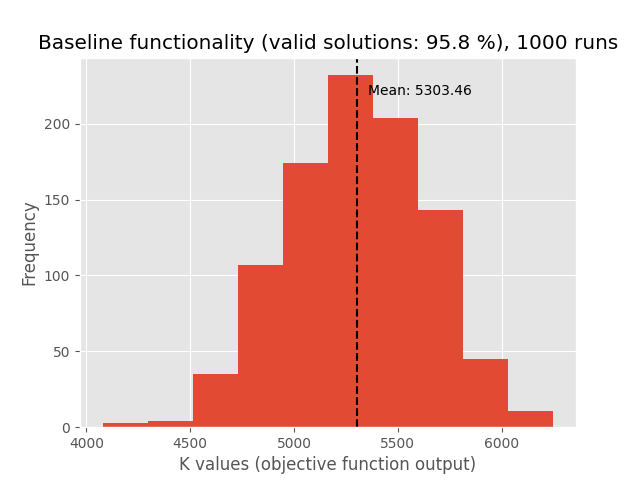 Baseline functionality (valid solutions: 95.8 %), 1000 runs
Mean: 5303.46
200
150
100
50
0
Frequency
4000 4500 5000 5500 6000
K values (objective function output)